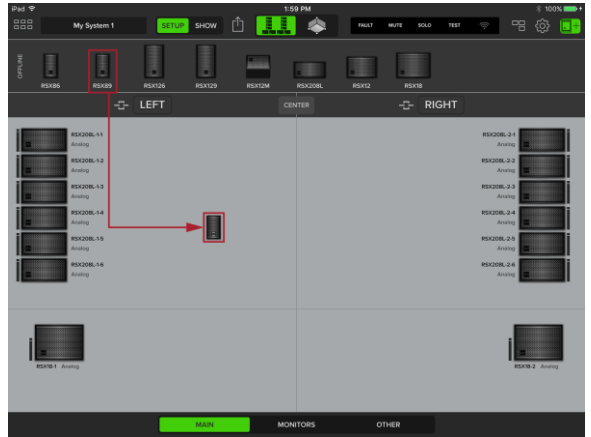 iPad 1:59 PM 100%
My System 1 SETUP SHOW FAULT MUTE SOLO TEST
OFFLINE
RSX86 RSX89 RSX126 RSX129 RSX12M RSX208L RSX112 RSX118
LEFT CENTER RIGHT
RSX208L-1-1 RSX208L-2-1
Analog Analog
RSX208L-1-2 RSX208L-2-2
Analog Analog
RSX208L-1-3 RSX208L-2-3
Analog Analog
RSX208L-1-4 RSX208L-2-4
Analog Analog
RSX208L-1-5 RSX208L-2-5
Analog Analog
RSX208L-1-6 RSX208L-2-6
Analog Analog
RSX18-1 Analog RSX18-2 Analog
MAIN MONITORS OTHER